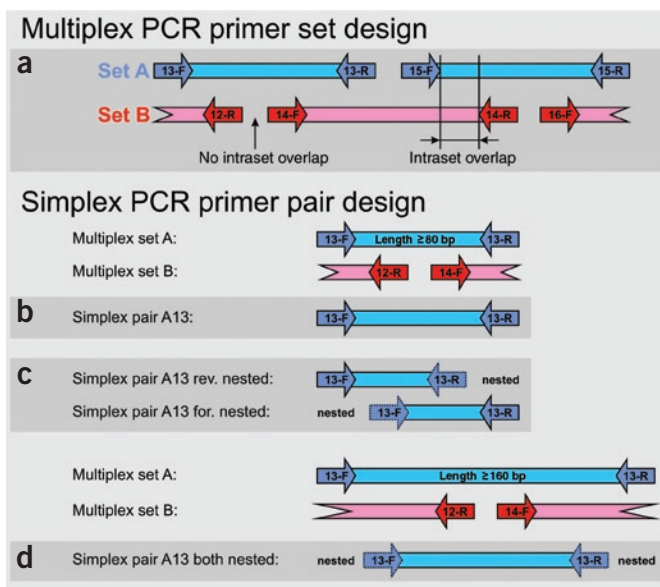 Multiplex PCR primer set design
a
Set A 13-F 13-R 15-F 15-R
Set B 12-R 14-F 14-R 16-F
No intraset overlap Intraset overlap
Simplex PCR primer pair design
Multiplex set A: 13-F Length ≥80 bp 13-R
Multiplex set B: 12-R 14-F
b Simplex pair A13: 13-F 13-R
c
Simplex pair A13 rev. nested: 13-F 13-R nested
Simplex pair A13 for. nested: nested 13-F 13-R
Multiplex set A: 13-F Length ≥160 bp 13-R
Multiplex set B: 12-R 14-F
d Simplex pair A13 both nested: nested 13-F 13-R nested